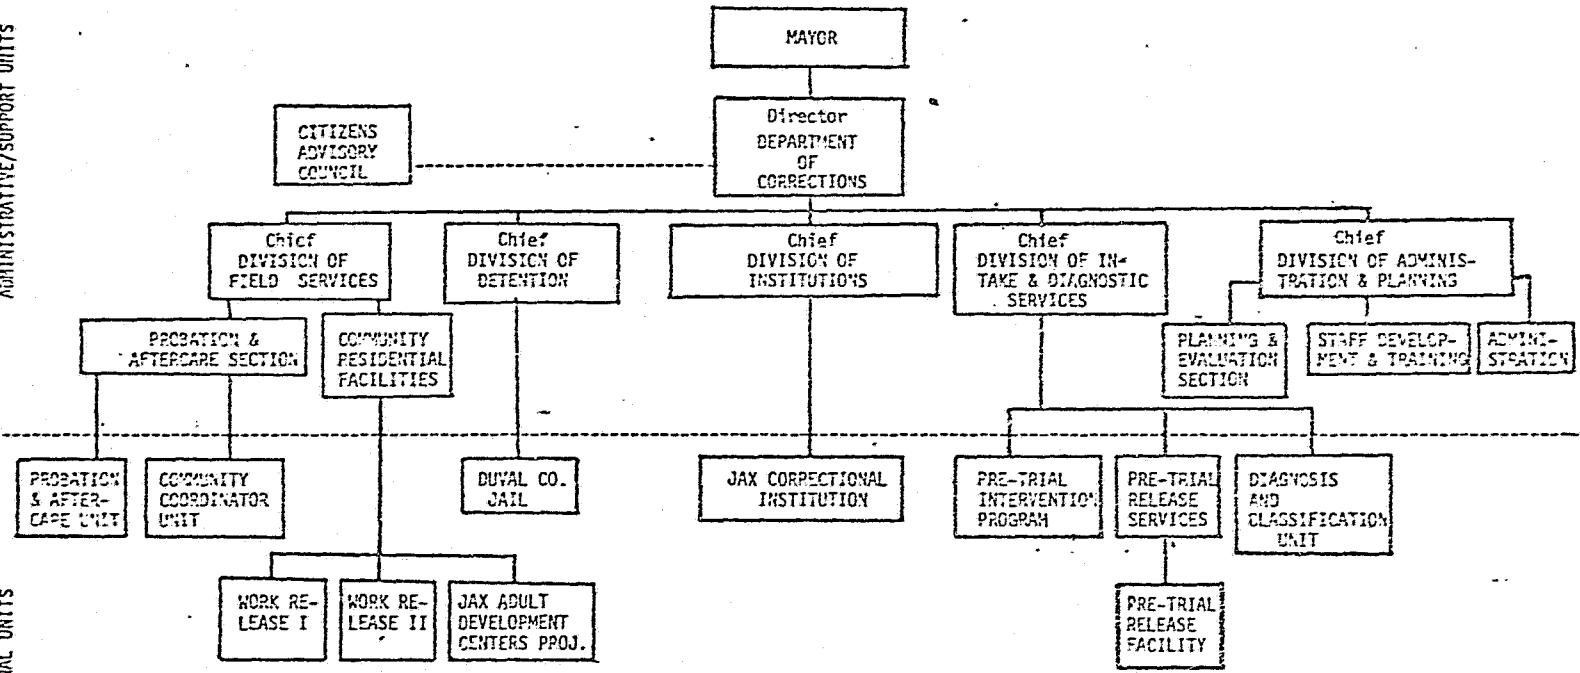 ADMINISTRATIVE/SUPPORT UNITS
MAYOR
CITIZENS
ADVISORY
COUNCIL
Director
DEPARTMENT
OF
CORRECTIONS
Chief
DIVISION OF
FIELD SERVICES
Chief
DIVISION OF
DETENTION
Chief
DIVISION OF
INSTITUTIONS
Chief
DIVISION OF IN-
TAKE & DIAGNOSTIC
SERVICES
Chief
DIVISION OF ADMINIS-
TRATION & PLANNING
PROBATION &
AFTERCARE SECTION
COMMUNITY
RESIDENTIAL
FACILITIES
PLANNING &
EVALUATION
SECTION
STAFF DEVELOP-
MENT & TRAINING
ADMINI-
STRATION
PROBATION
& AFTER-
CARE UNIT
COMMUNITY
COORDINATOR
UNIT
DUVAL CO.
JAIL
JAX CORRECTIONAL
INSTITUTION
PRE-TRIAL
INTERVENTION
PROGRAM
PRE-TRIAL
RELEASE
SERVICES
DIAGNOSIS
AND
CLASSIFICATION
UNIT
WORK RE-
LEASE I
WORK RE-
LEASE II
JAX ADULT
DEVELOPMENT
CENTERS PROJ.
PRE-TRIAL
RELEASE
FACILITY
UNITS